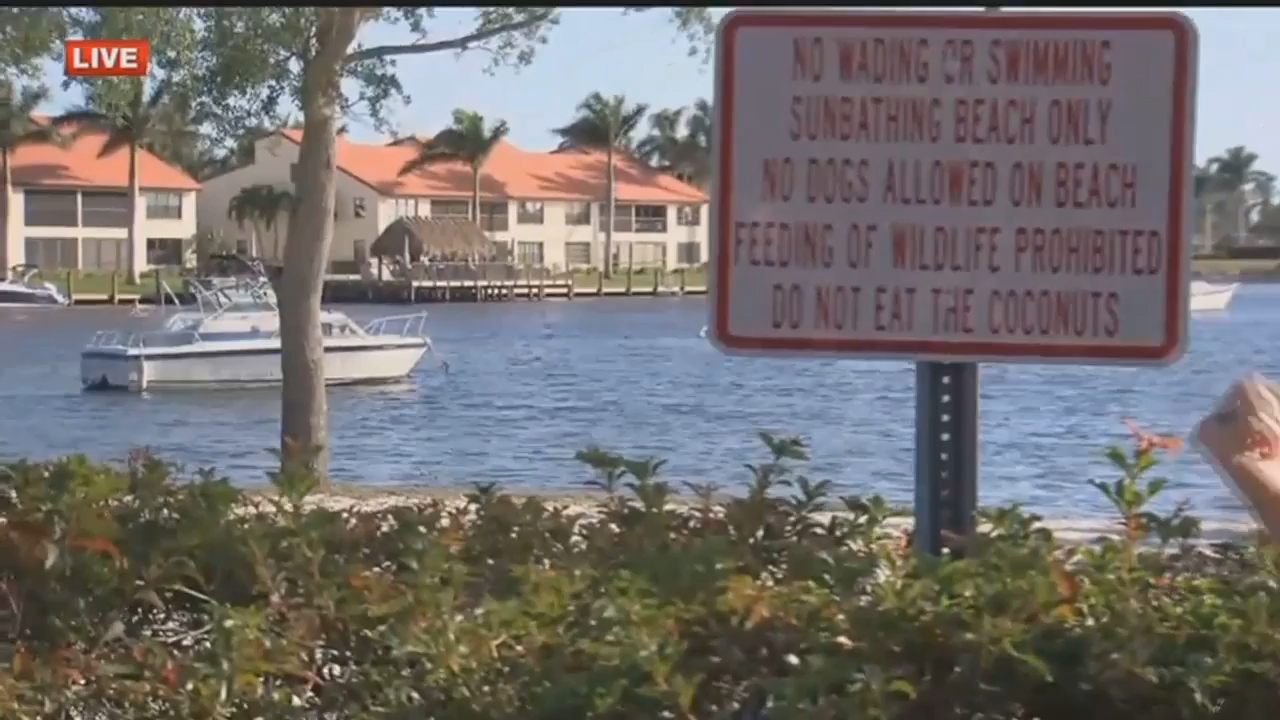 LIVE
NO WADING OR SWIMMING
SUNBATHING BEACH ONLY
NO DOGS ALLOWED ON BEACH
FEEDING OF WILDLIFE PROHIBITED
DO NOT EAT THE COCONUTS